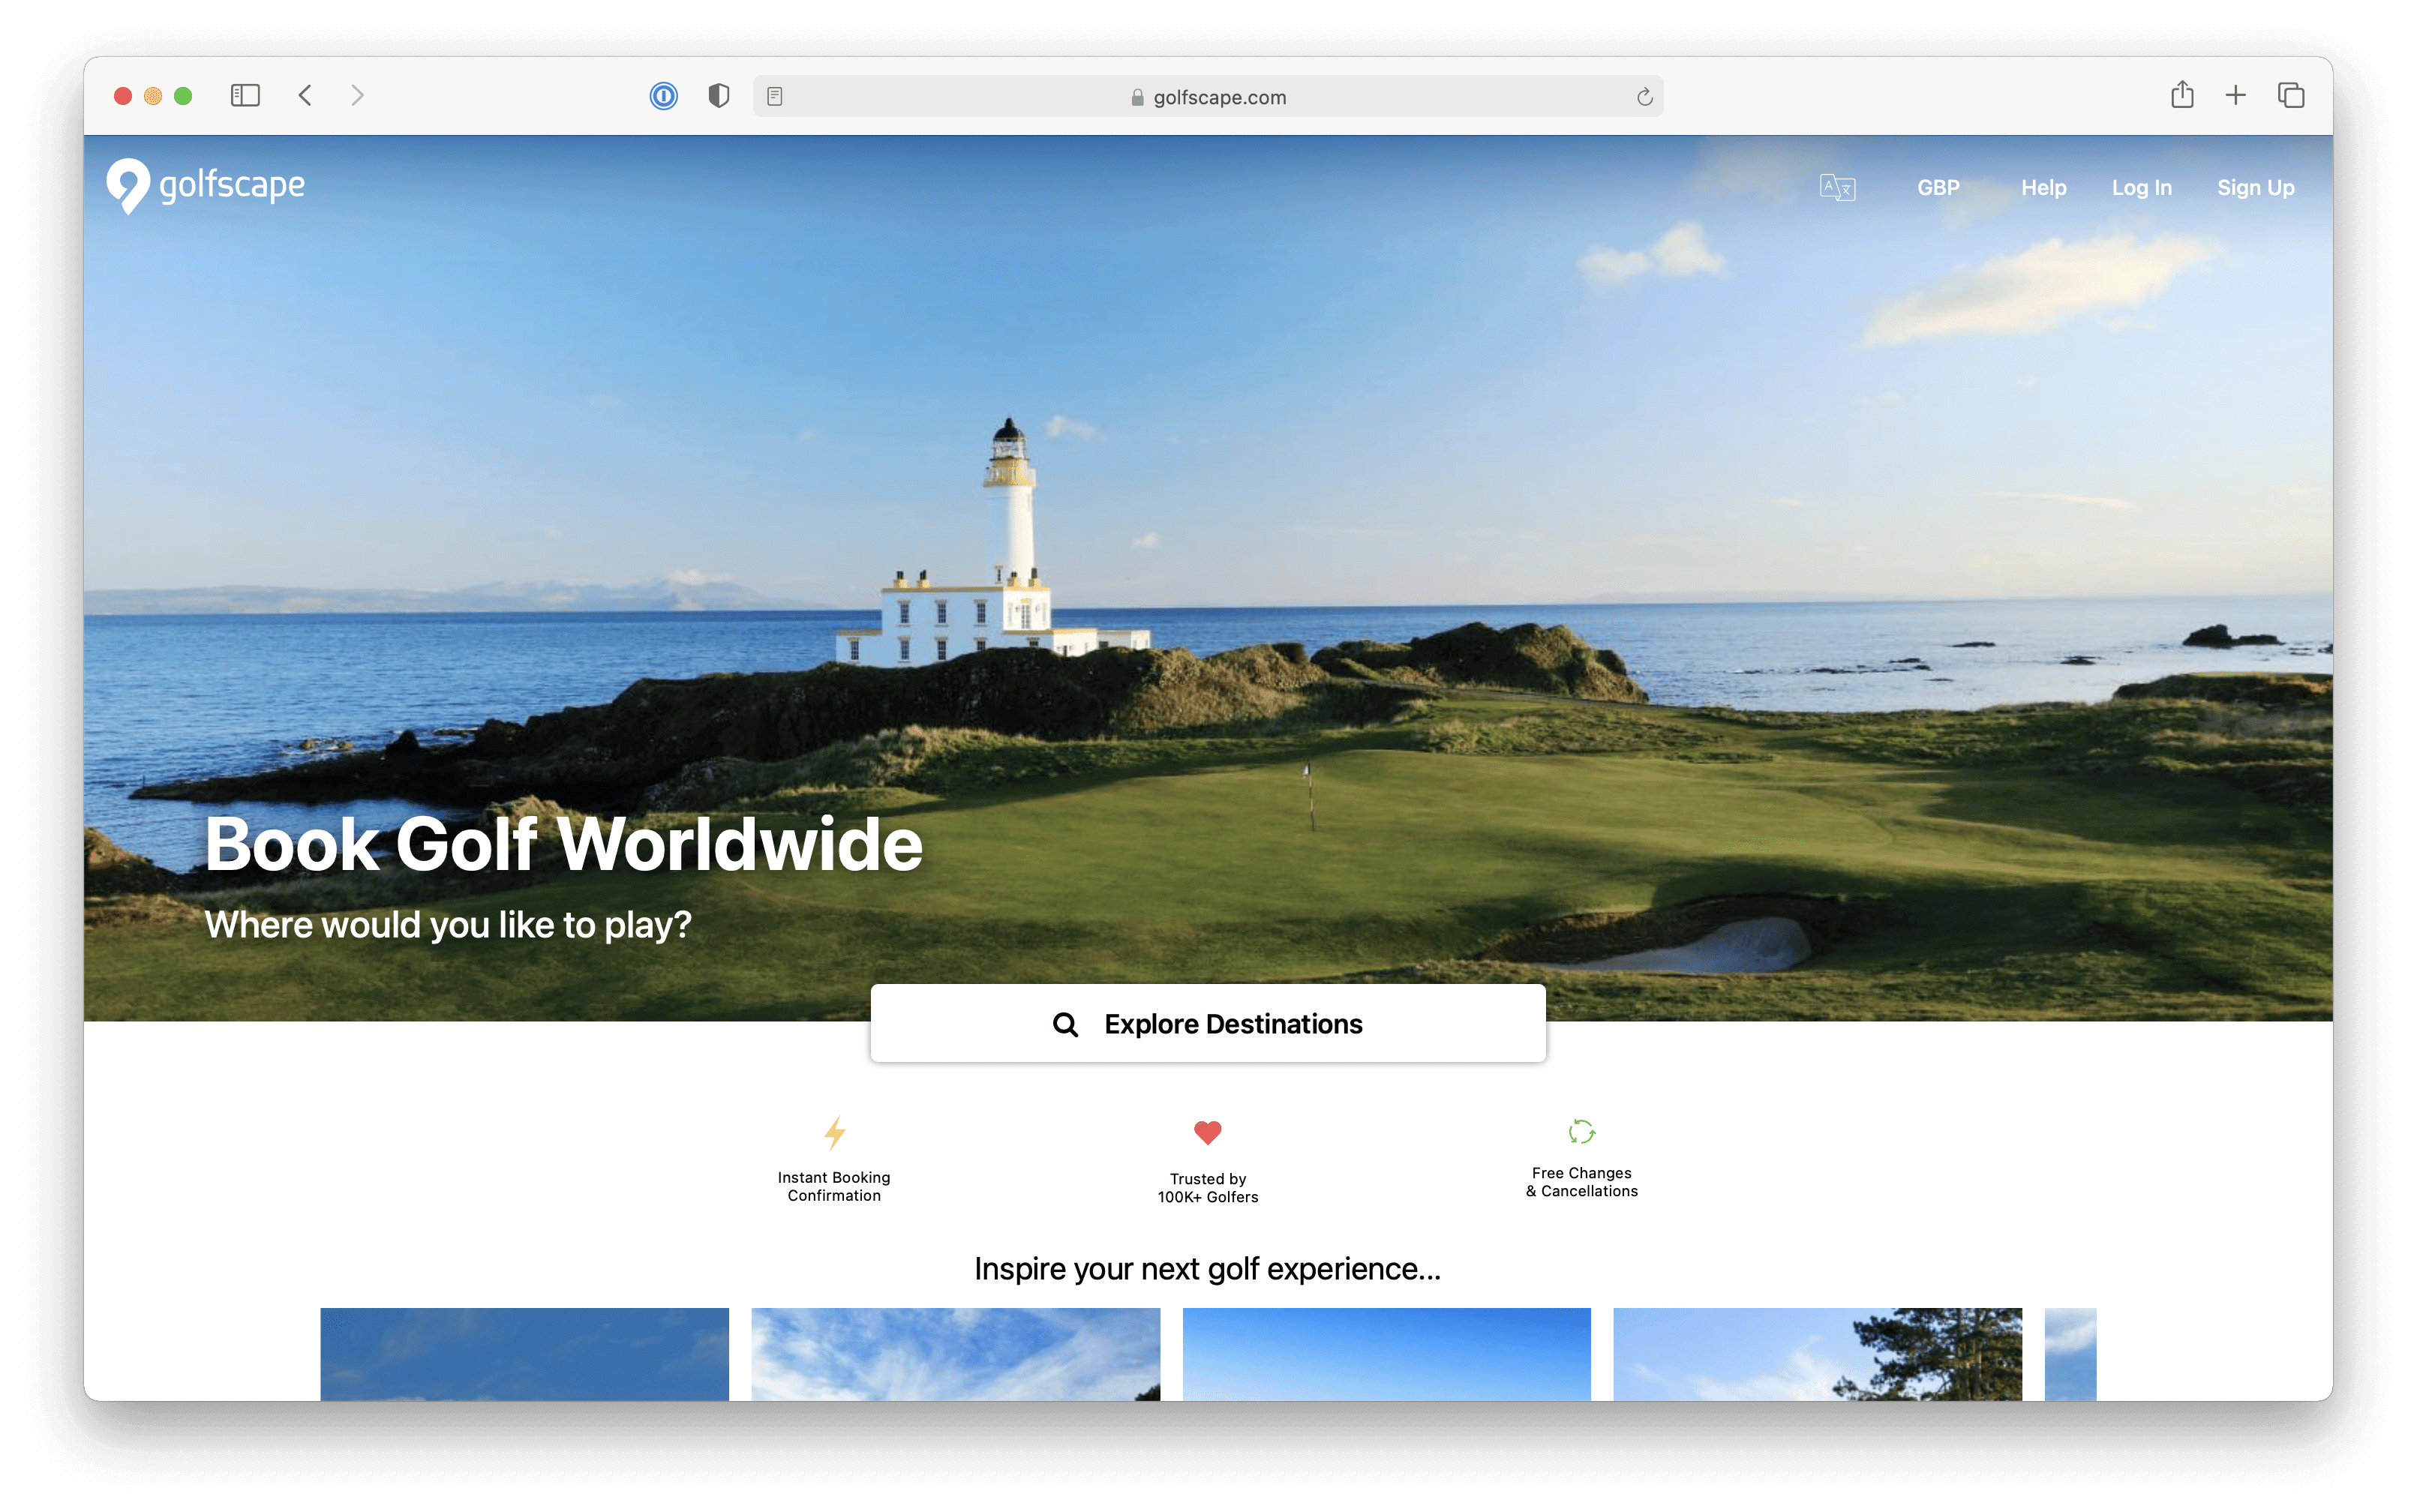 golfscape.com
golfscape
GBP
Help
Log In
Sign Up
Book Golf Worldwide
Where would you like to play?
Explore Destinations
Instant Booking
Confirmation
Trusted by
100K+ Golfers
Free Changes
& Cancellations
Inspire your next golf experience...